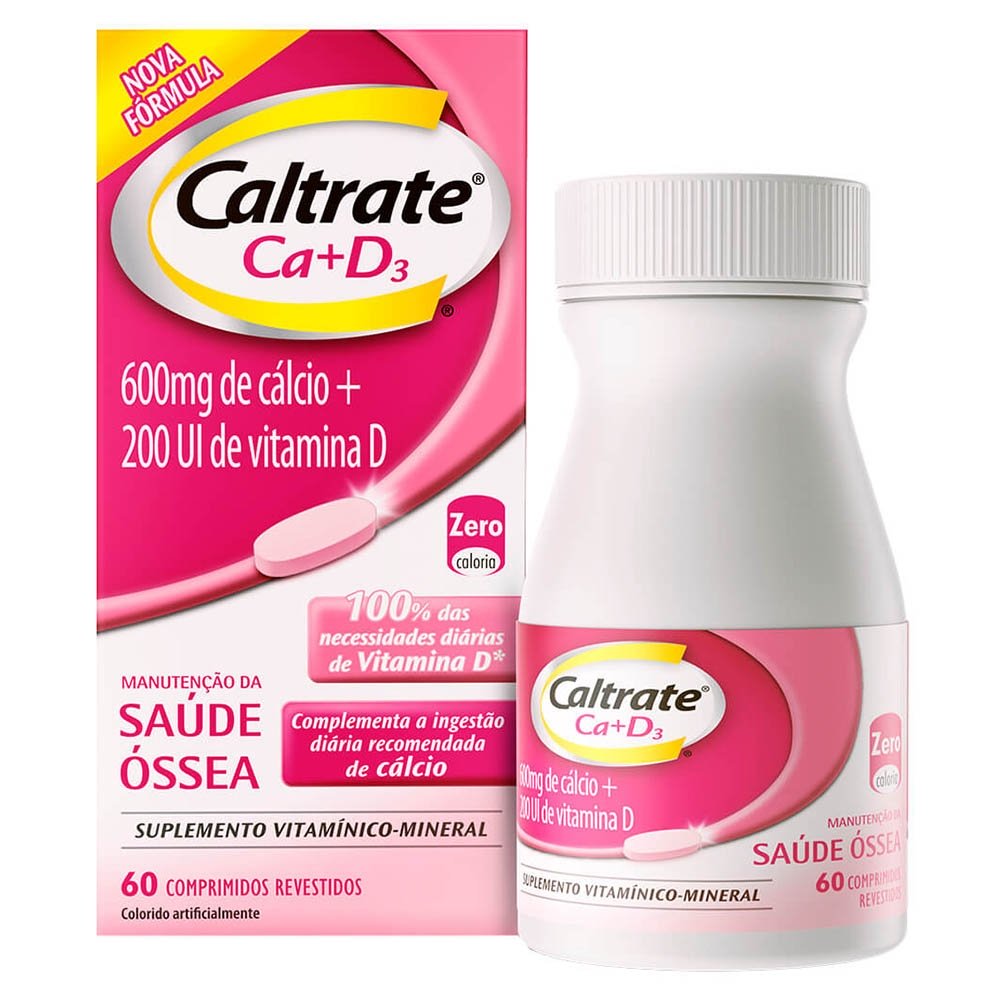 NOVA
FÓRMULA
Caltrate®
Ca+D₃
®
600mg de cálcio +
200 UI de vitamina D
Zero
caloria
100% das
necessidades diárias
de Vitamina D*
MANUTENÇÃO DA
SAÚDE
ÓSSEA
Complementa a ingestão
diária recomendada
de cálcio
SUPLEMENTO VITAMÍNICO-MINERAL
60 COMPRIMIDOS REVESTIDOS
Colorido artificialmente
Caltrate®
Ca+D₃
®
600mg de cálcio +
200 UI de vitamina D
Zero
caloria
MANUTENÇÃO DA
SAÚDE ÓSSEA
60 COMPRIMIDOS
REVESTIDOS
SUPLEMENTO VITAMÍNICO-MINERAL